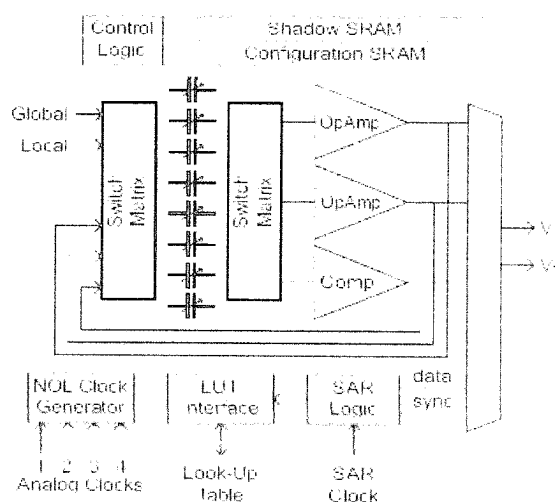 Control
Logic
Shadow SRAM
Configuration SRAM
Global
Local
Switch
Matrix
Switch
Matrix
OpAmp
OpAmp
Comp
V
V
NOL Clock
Generator
LUT
Interface
SAR
Logic
data
sync
1 2 3 4
Analog Clocks
Look-Up
Table
SAR
Clock